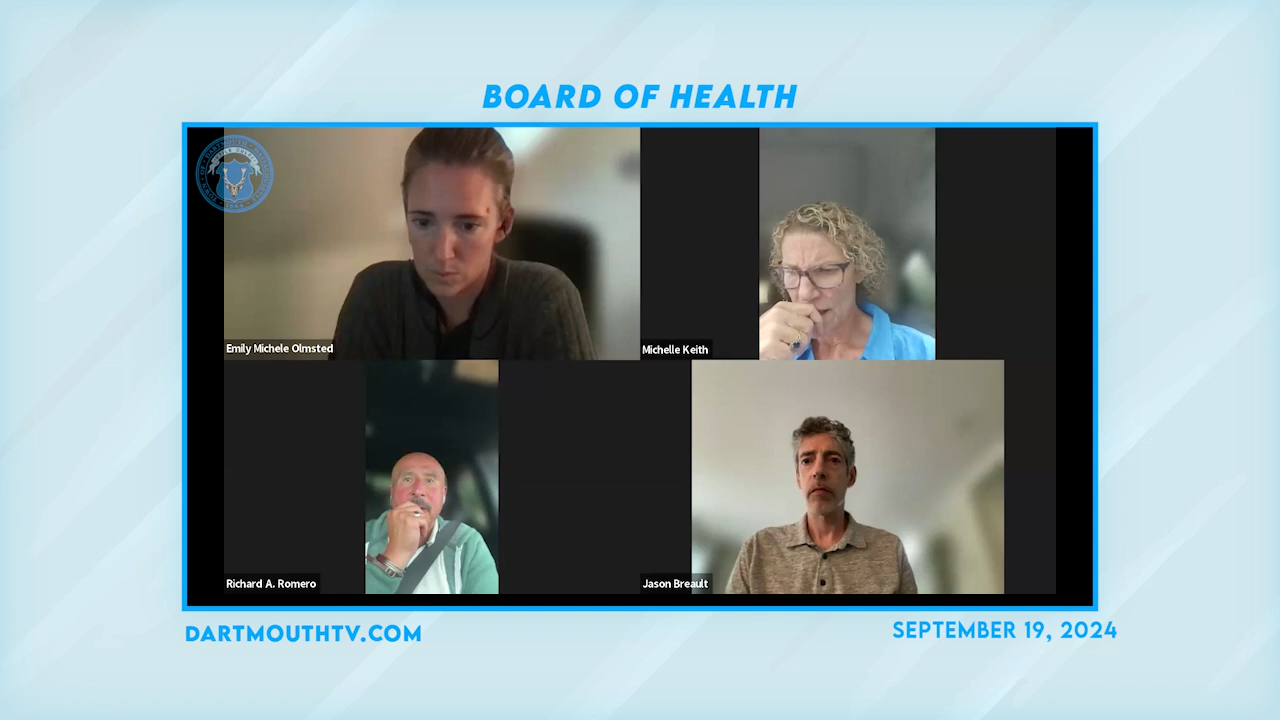 BOARD OF HEALTH
Emily Michele Olmsted
Michelle Keith
Richard A. Romero
Jason Breault
DARTMOUTHTV.COM
SEPTEMBER 19, 2024